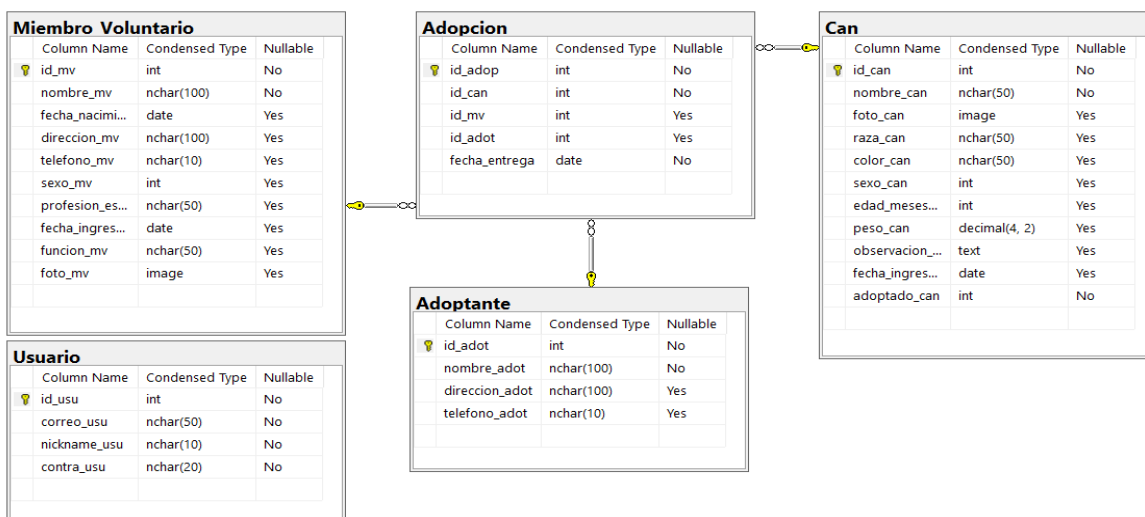 Miembro_Voluntario
Column Name Condensed Type Nullable
id_mv int No
nombre_mv nchar(100) No
fecha_nacimi... date Yes
direccion_mv nchar(100) Yes
telefono_mv nchar(10) Yes
sexo_mv int Yes
profesion_es... nchar(50) Yes
fecha_ingres... date Yes
funcion_mv nchar(50) Yes
foto_mv image Yes
Adopcion
Column Name Condensed Type Nullable
id_adop int No
id_can int No
id_mv int Yes
id_adot int Yes
fecha_entrega date No
Can
Column Name Condensed Type Nullable
id_can int No
nombre_can nchar(50) No
foto_can image Yes
raza_can nchar(50) Yes
color_can nchar(50) Yes
sexo_can int Yes
edad_meses... int Yes
peso_can decimal(4, 2) Yes
observacion_... text Yes
fecha_ingres... date Yes
adoptado_can int No
Usuario
Column Name Condensed Type Nullable
id_usu int No
correo_usu nchar(50) No
nickname_usu nchar(10) No
contra_usu nchar(20) No
Adoptante
Column Name Condensed Type Nullable
id_adot int No
nombre_adot nchar(100) No
direccion_adot nchar(100) Yes
telefono_adot nchar(10) Yes